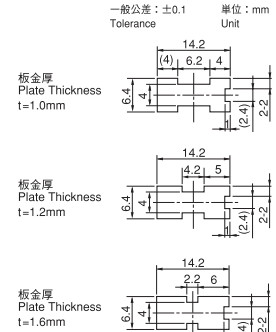 一般公差：±0.1 単位：mm
Tolerance Unit
14.2
(4) 6.2 4
板金厚
Plate Thickness
t=1.0mm
6.4 4 1 (2.4) 2-2
14.2
4.2 5
板金厚
Plate Thickness
t=1.2mm
6.4 4 1 (2.4) 2-2
14.2
2.2 6
板金厚
Plate Thickness
t=1.6mm
6.4 4